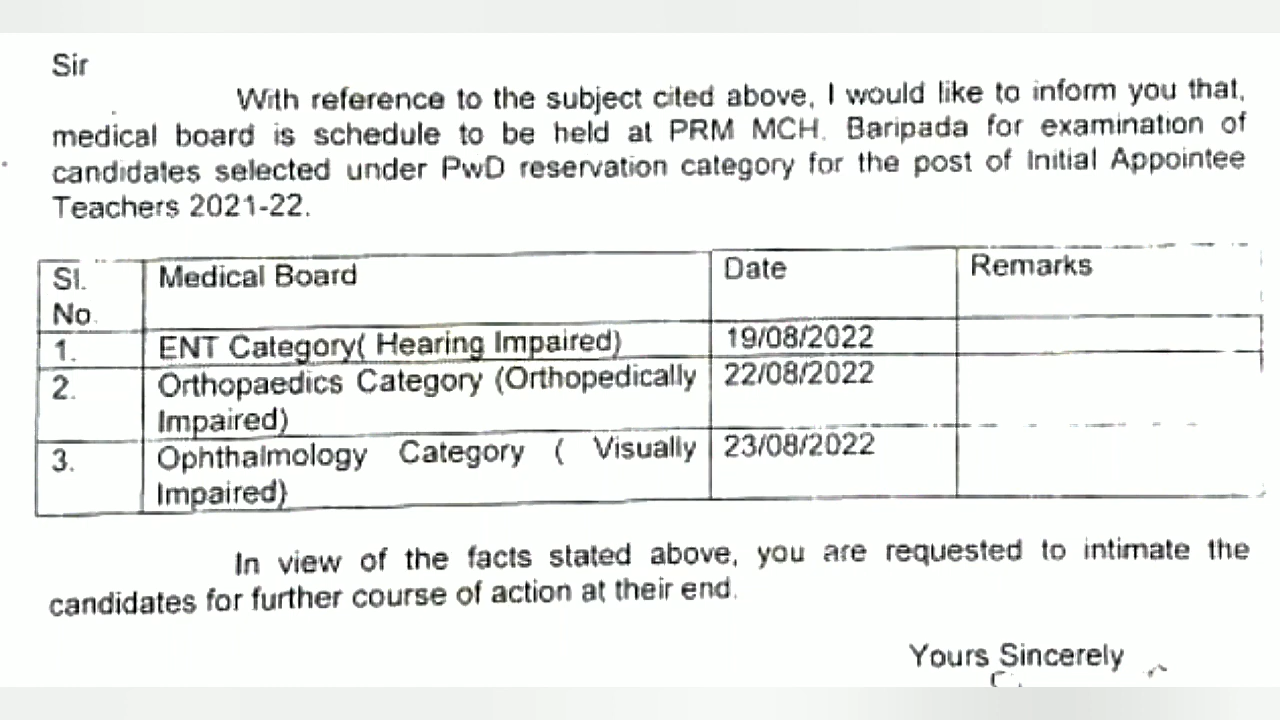 Sir
With reference to the subject cited above, I would like to inform you that,
medical board is schedule to be held at PRM MCH. Baripada for examination of
candidates selected under PwD reservation category for the post of Initial Appointee
Teachers 2021-22.
Sl. No. Medical Board Date Remarks
1. ENT Category( Hearing Impaired) 19/08/2022
2. Orthopaedics Category (Orthopedically 22/08/2022
Impaired)
3. Ophthalmology Category ( Visually 23/08/2022
Impaired)
In view of the facts stated above, you are requested to intimate the
candidates for further course of action at their end.
Yours Sincerely